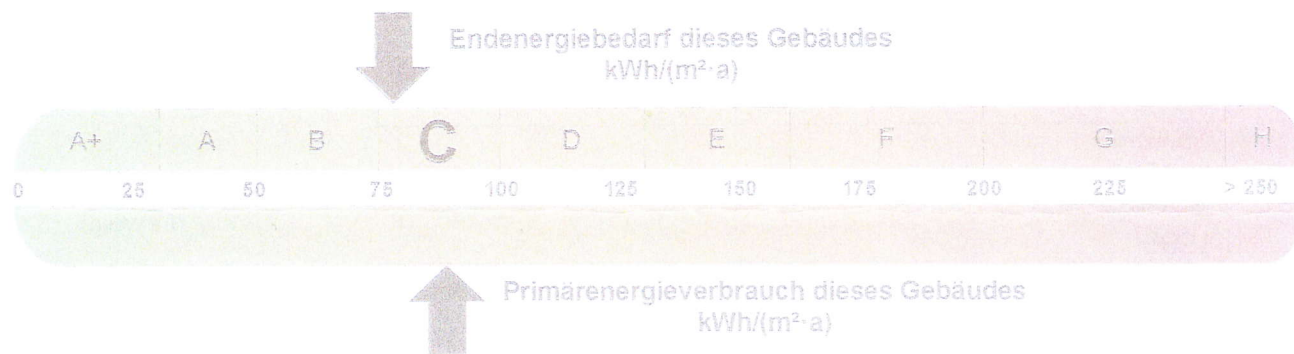 Endenergiebedarf dieses Gebäudes
kWh/(m²·a)
A+ A B C D E F G H
0 25 50 75 100 125 150 175 200 225 > 250
Primärenergieverbrauch dieses Gebäudes
kWh/(m²·a)